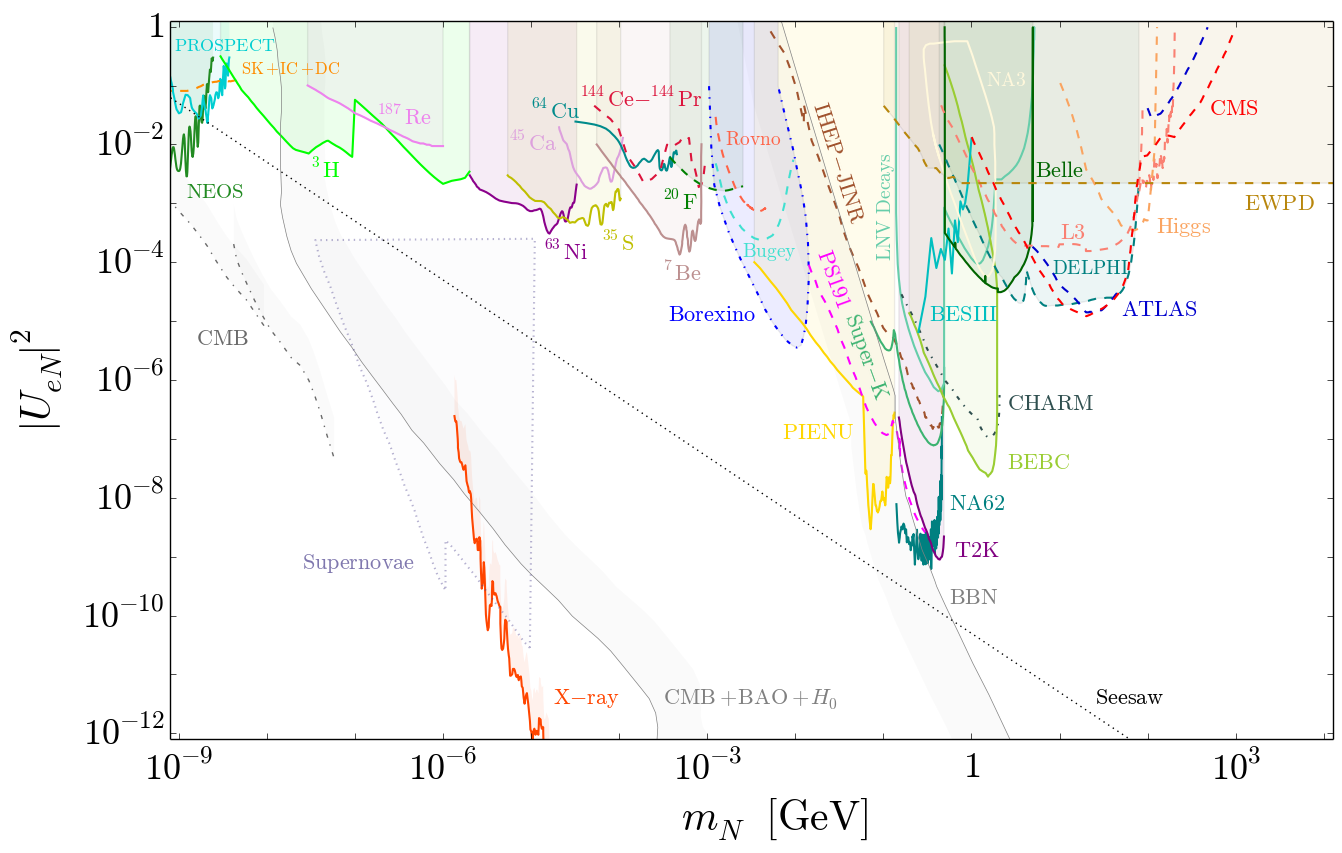 1
10⁻²
10⁻⁴
10⁻⁶
10⁻⁸
10⁻¹⁰
10⁻¹²
|U_{eN}|²
PROSPECT
SK+IC+DC
NEOS
³H
¹⁸⁷Re
⁶⁴Cu
¹⁴⁴Ce−¹⁴⁴Pr
⁴⁵Ca
⁶³Ni
³⁵S
²⁰F
⁷Be
Rovno
Bugey
Borexino
IHEP−JINR
PS191
Super−K
LNV Decays
NA3
Belle
CMS
EWPD
L3
Higgs
DELPHI
ATLAS
BESIII
CHARM
BEBC
PIENU
NA62
T2K
BBN
CMB
Supernovae
X−ray
CMB+BAO+H₀
Seesaw
10⁻⁹
10⁻⁶
10⁻³
1
10³
m_N [GeV]